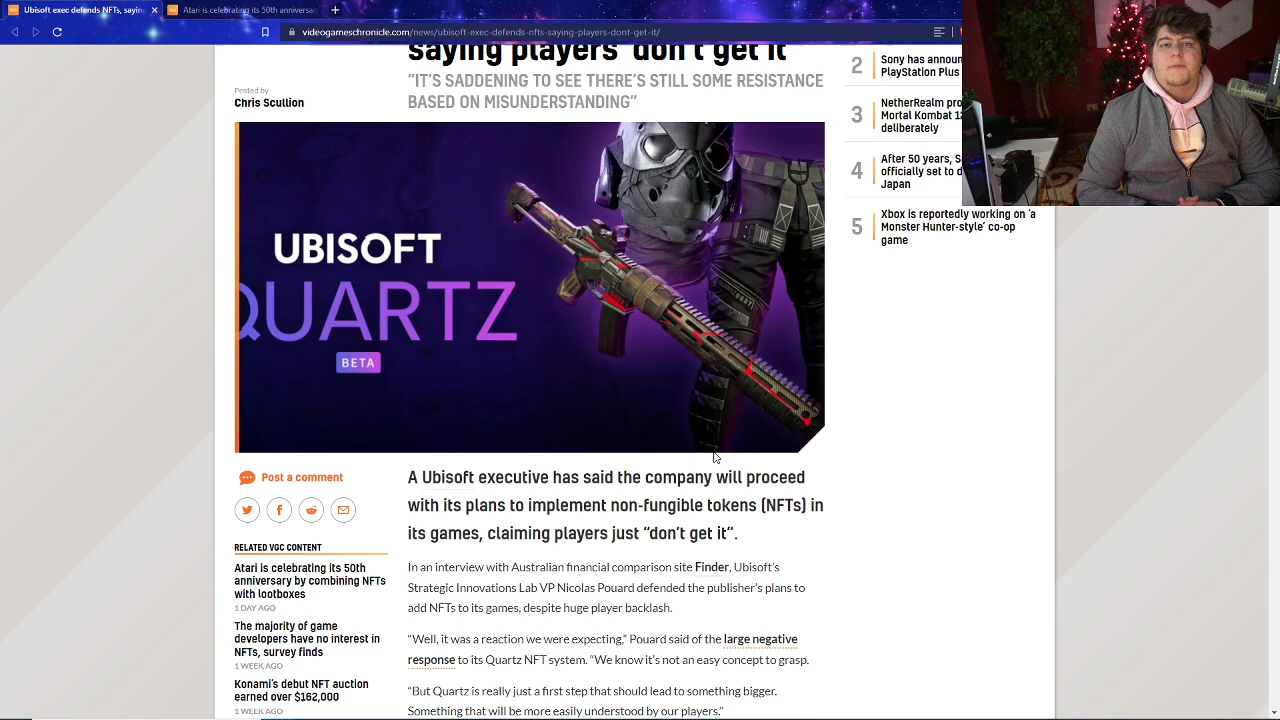 Ubisoft exec defends NFTs, sayin
Atari is celebrating its 50th anniversar
videogameschronicle.com/news/ubisoft-exec-defends-nfts-saying-players-dont-get-it/
saying players 'don't get it'
"IT'S SADDENING TO SEE THERE'S STILL SOME RESISTANCE
BASED ON MISUNDERSTANDING"
Posted by
Chris Scullion
UBISOFT
QUARTZ
BETA
Post a comment
RELATED VGC CONTENT
Atari is celebrating its 50th
anniversary by combining NFTs
with lootboxes
1 DAY AGO
The majority of game
developers have no interest in
NFTs, survey finds
1 WEEK AGO
Konami's debut NFT auction
earned over $162,000
1 WEEK AGO
A Ubisoft executive has said the company will proceed
with its plans to implement non-fungible tokens (NFTs) in
its games, claiming players just "don't get it".
In an interview with Australian financial comparison site Finder, Ubisoft's
Strategic Innovations Lab VP Nicolas Pouard defended the publisher's plans to
add NFTs to its games, despite huge player backlash.
"Well, it was a reaction we were expecting," Pouard said of the large negative
response to its Quartz NFT system. "We know it's not an easy concept to grasp.
"But Quartz is really just a first step that should lead to something bigger.
Something that will be more easily understood by our players."
2
Sony has announ
PlayStation Plus
3
NetherRealm pro
Mortal Kombat 12
deliberately
4
After 50 years, S
officially set to d
Japan
5
Xbox is reportedly working on 'a
Monster Hunter-style' co-op
game